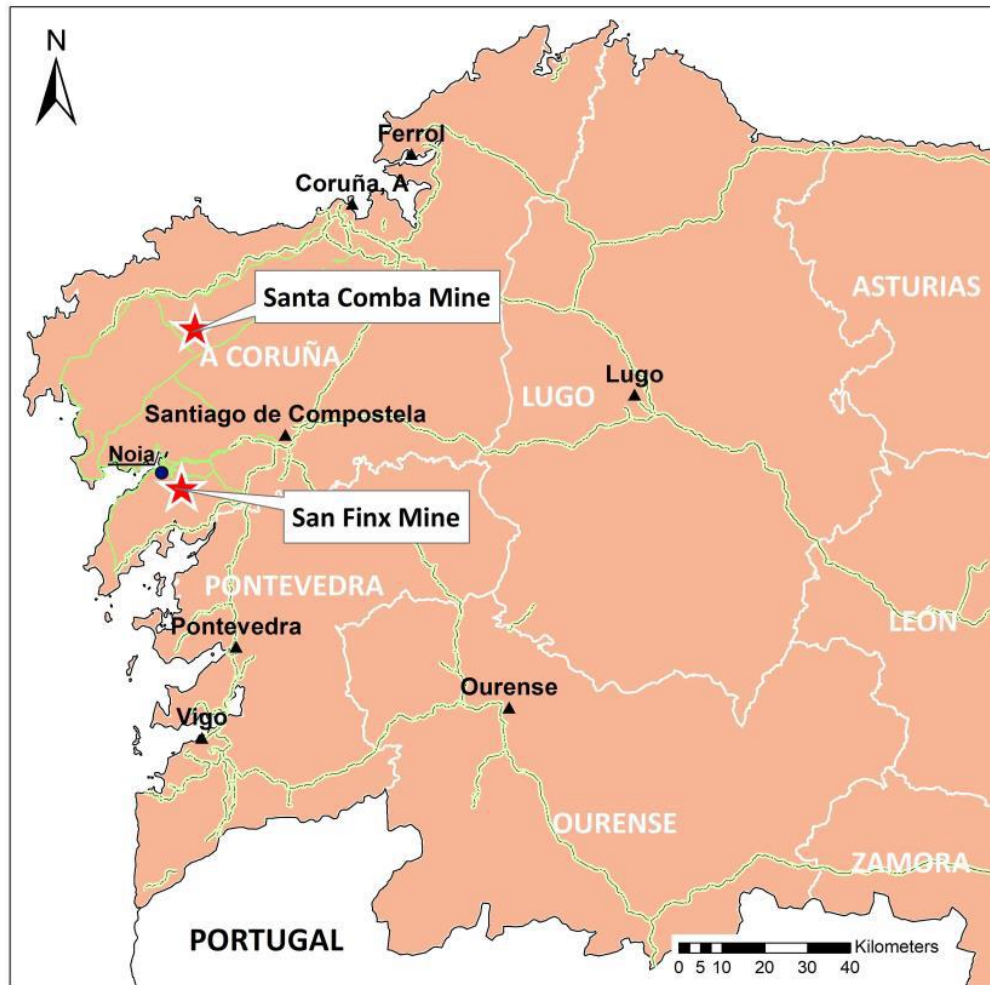 N
Ferrol
Coruña, A
Santa Comba Mine
ASTURIAS
A CORUÑA
Lugo
LUGO
Santiago de Compostela
Noia
San Finx Mine
PONTEVEDRA
LEÓN
Pontevedra
Ourense
Vigo
OURENSE
ZAMORA
PORTUGAL
Kilometers
0 5 10 20 30 40